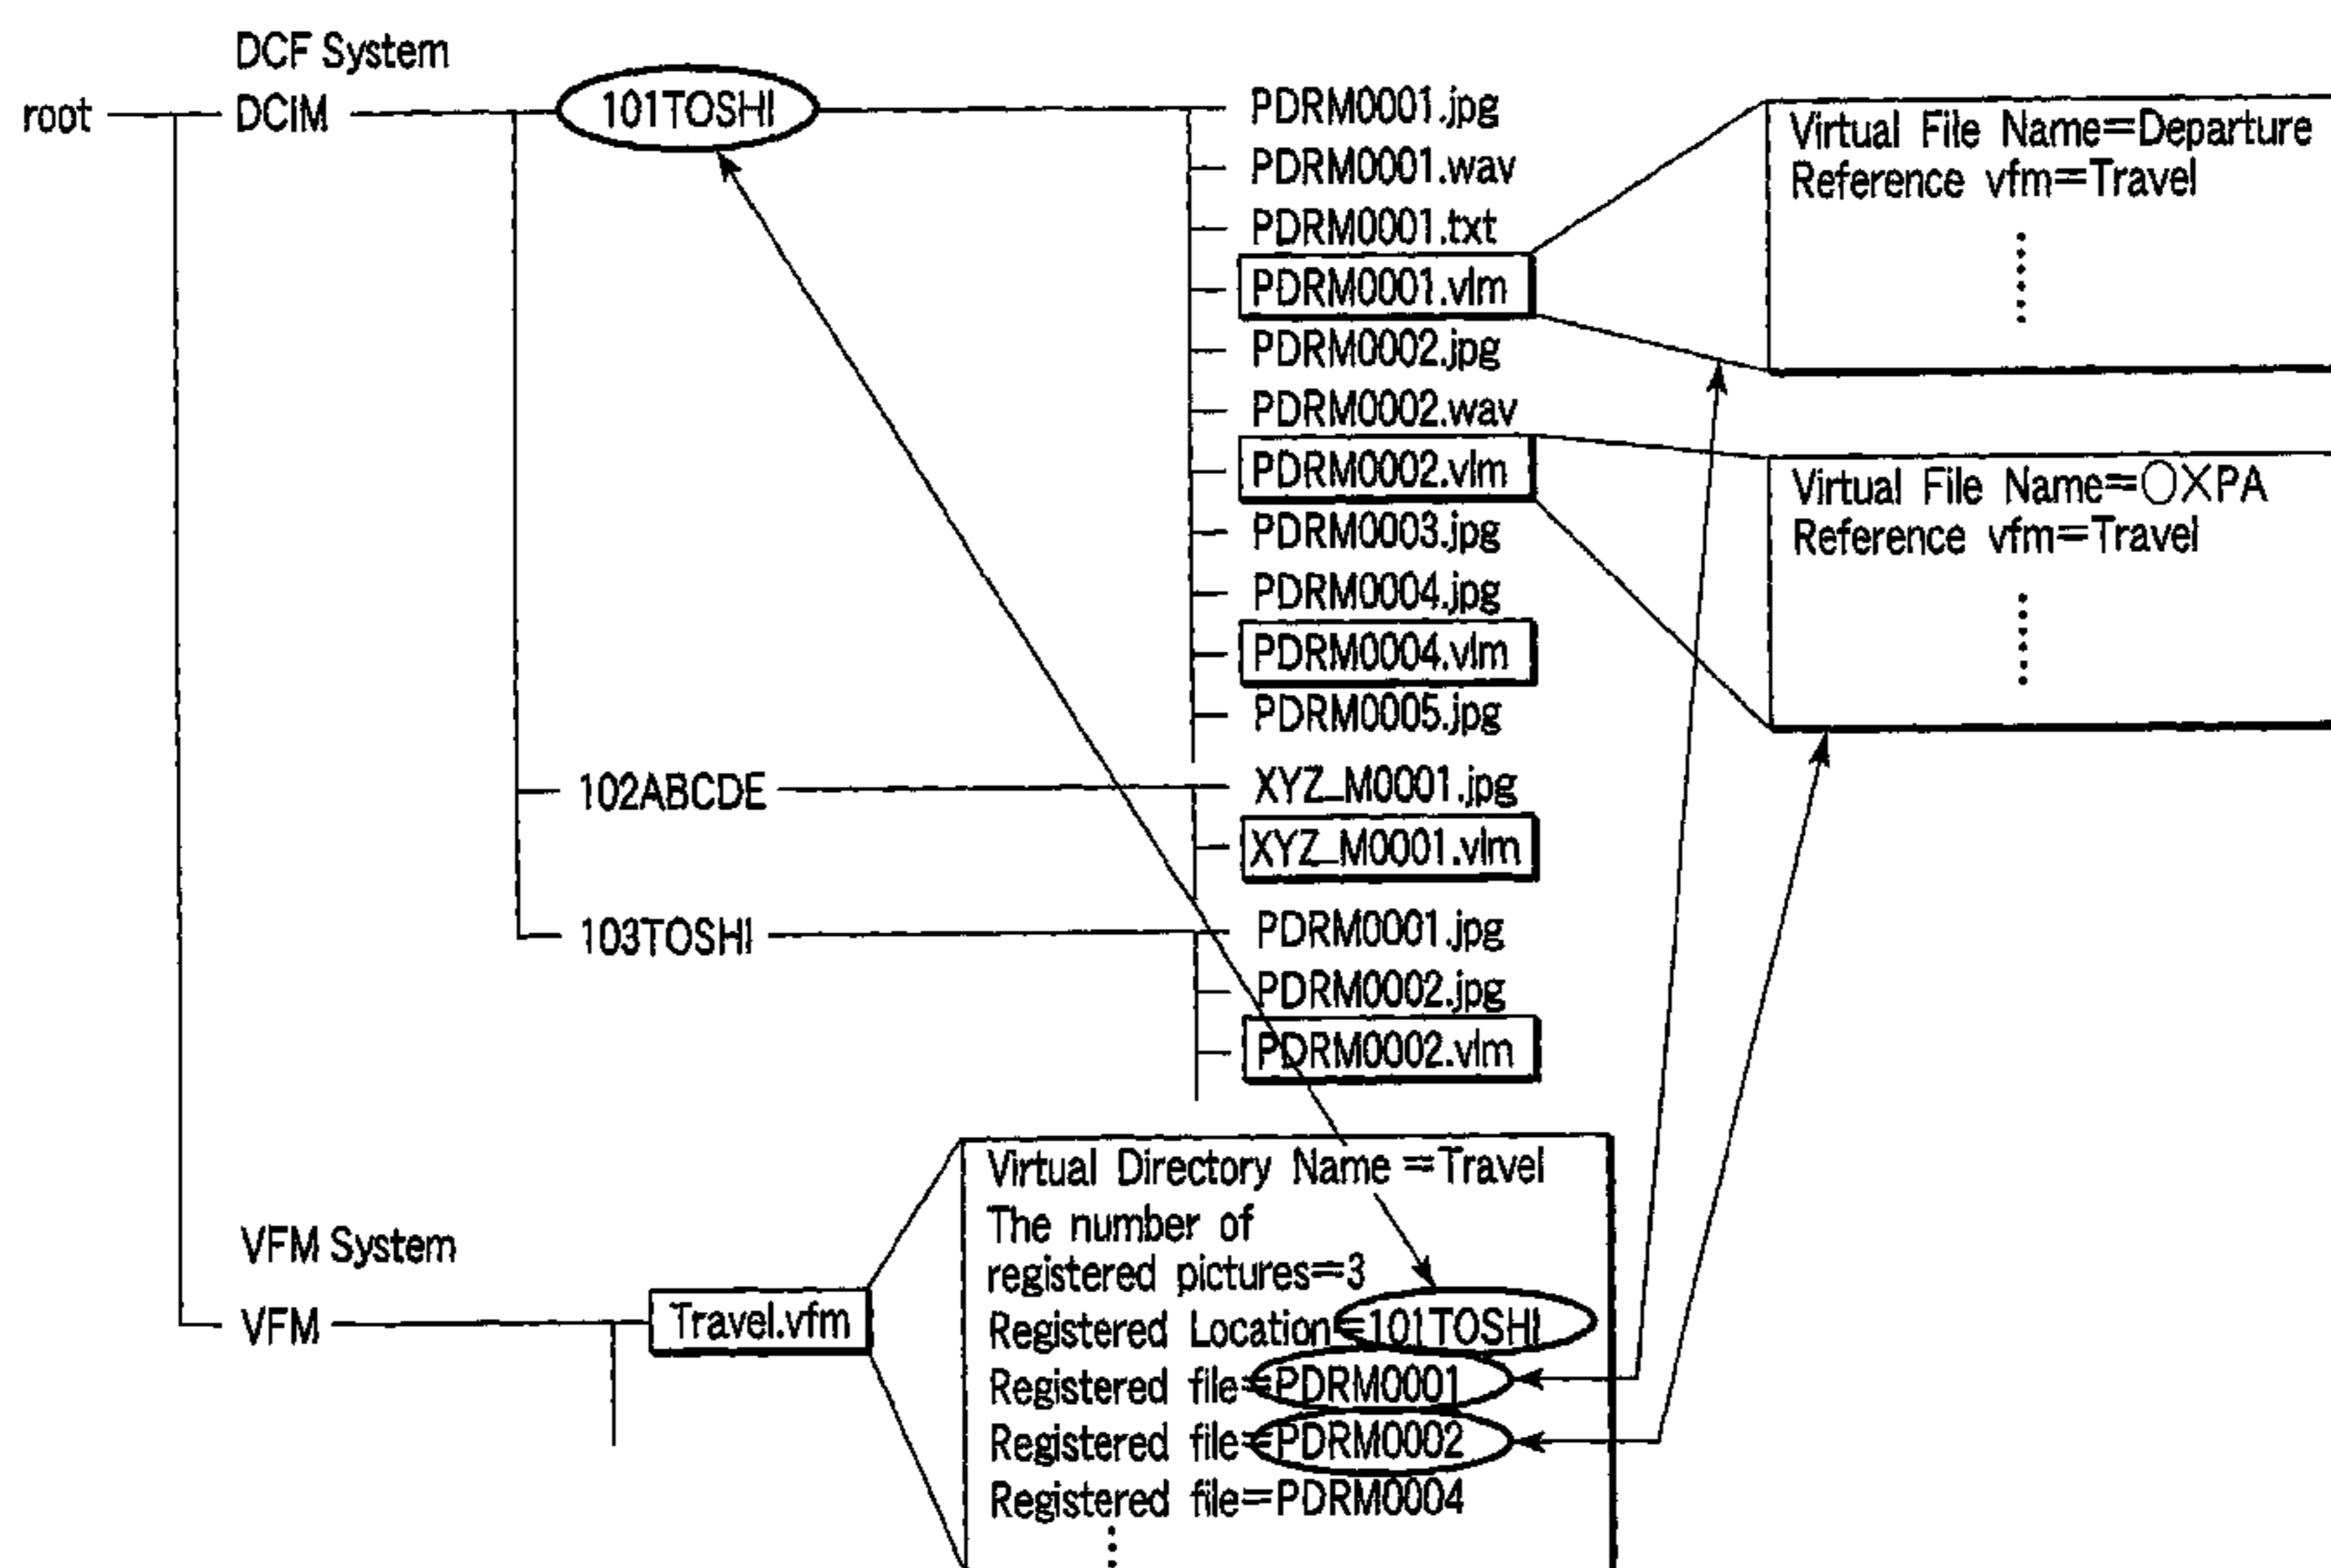 DCF System
root
DCIM
101TOSHI
PDRM0001.jpg
PDRM0001.wav
PDRM0001.txt
PDRM0001.vlm
PDRM0002.jpg
PDRM0002.wav
PDRM0002.vlm
PDRM0003.jpg
PDRM0004.jpg
PDRM0004.vlm
PDRM0005.jpg
Virtual File Name=Departure
Reference vfm=Travel
Virtual File Name=○×PA
Reference vfm=Travel
102ABCDE
XYZ_M0001.jpg
XYZ_M0001.vlm
103TOSHI
PDRM0001.jpg
PDRM0002.jpg
PDRM0002.vlm
VFM System
VFM
Travel.vfm
Virtual Directory Name=Travel
The number of
registered pictures=3
Registered Location=101TOSHI
Registered file=PDRM0001
Registered file=PDRM0002
Registered file=PDRM0004